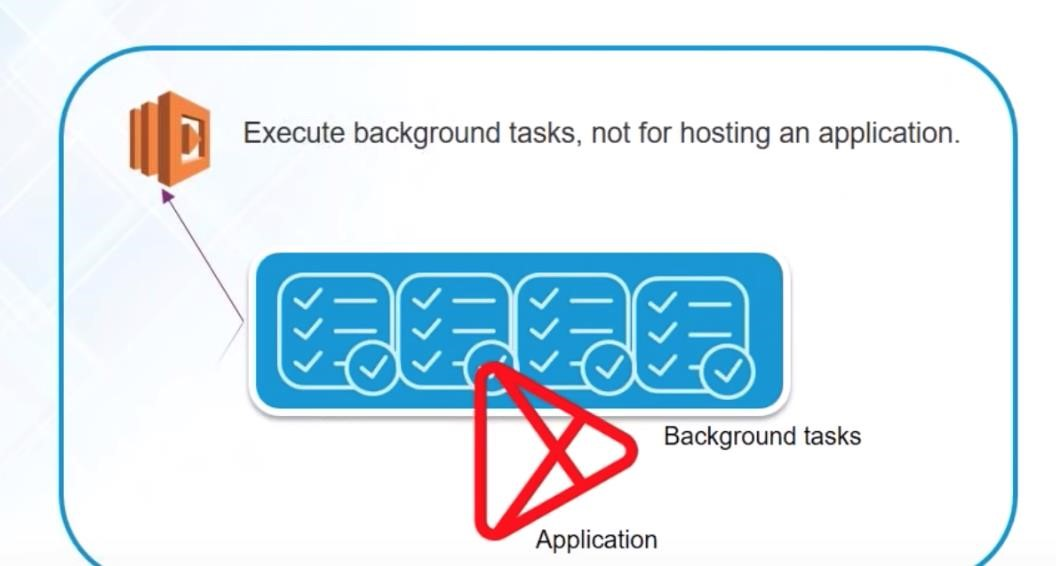 Execute background tasks, not for hosting an application.
Background tasks
Application